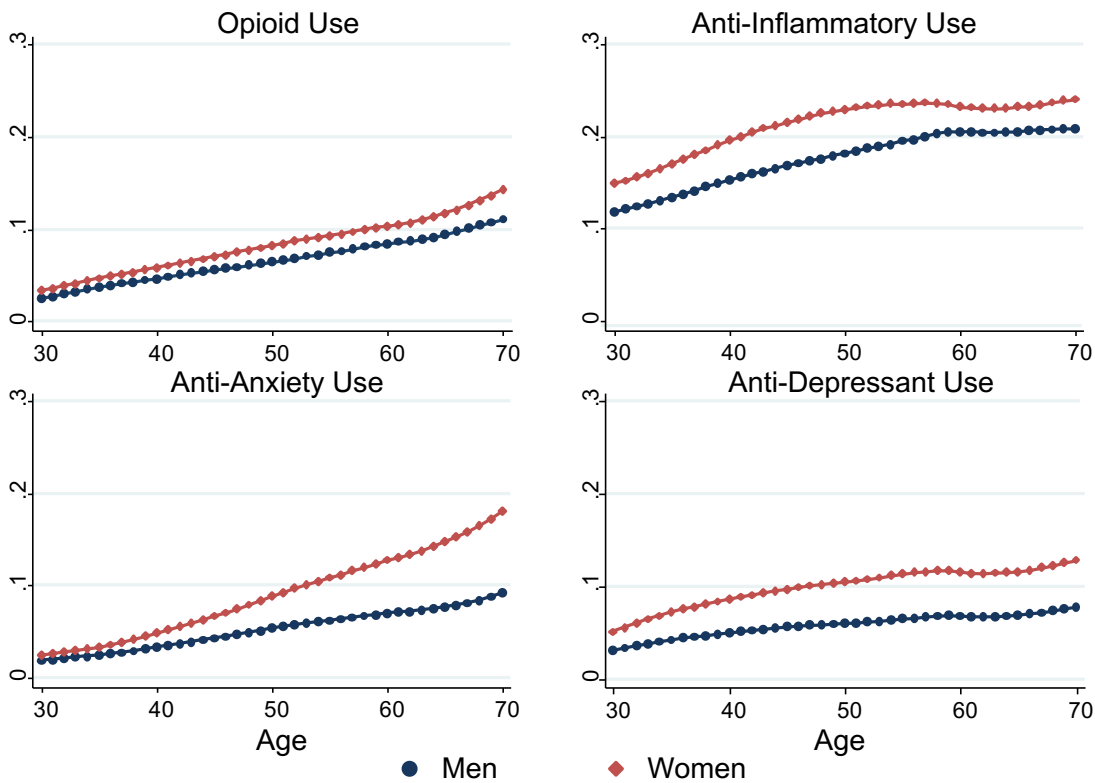 Opioid Use
.3
.2
.1
0
30 40 50 60 70
Anti-Inflammatory Use
.3
.2
.1
0
30 40 50 60 70
Anti-Anxiety Use
.3
.2
.1
0
30 40 50 60 70
Age
Anti-Depressant Use
.3
.2
.1
0
30 40 50 60 70
Age
Men Women